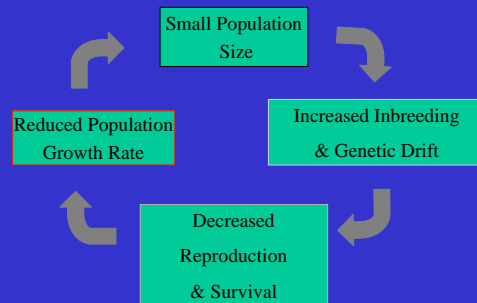 Small Population
Size
Increased Inbreeding
& Genetic Drift
Decreased
Reproduction
& Survival
Reduced Population
Growth Rate